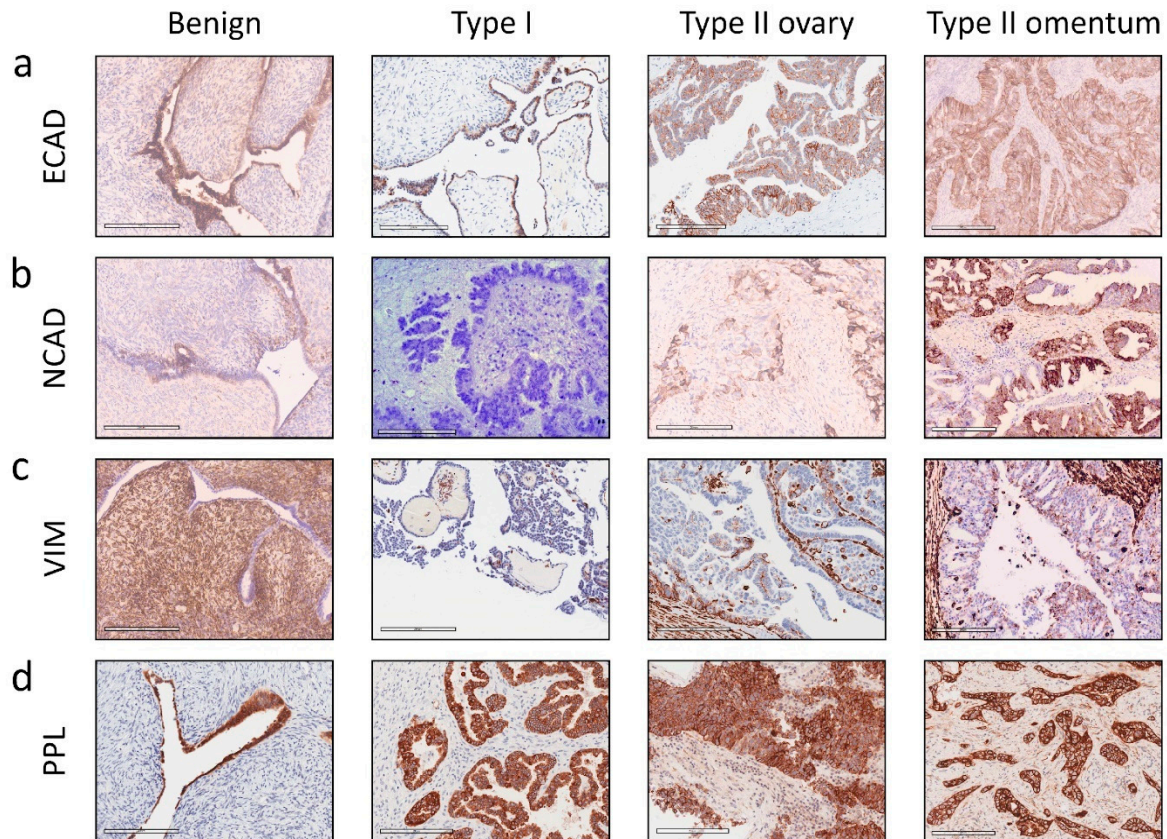 Benign Type I Type II ovary Type II omentum
a
ECAD
b
NCAD
c
VIM
d
PPL